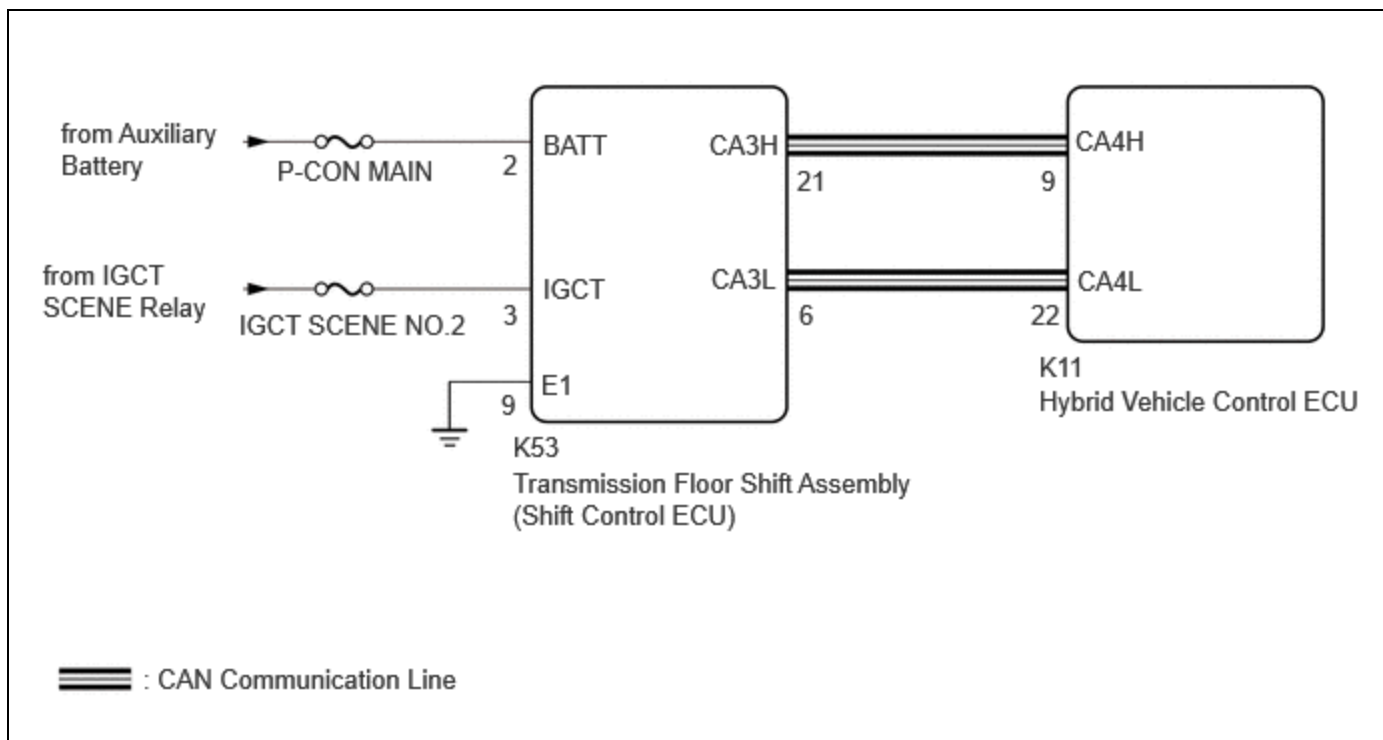 from Auxiliary
Battery
P-CON MAIN
2
BATT
CA3H
21
9
CA4H
from IGCT
SCENE Relay
IGCT SCENE NO.2
3
IGCT
CA3L
6
22
CA4L
E1
9
K53
Transmission Floor Shift Assembly
(Shift Control ECU)
K11
Hybrid Vehicle Control ECU
: CAN Communication Line